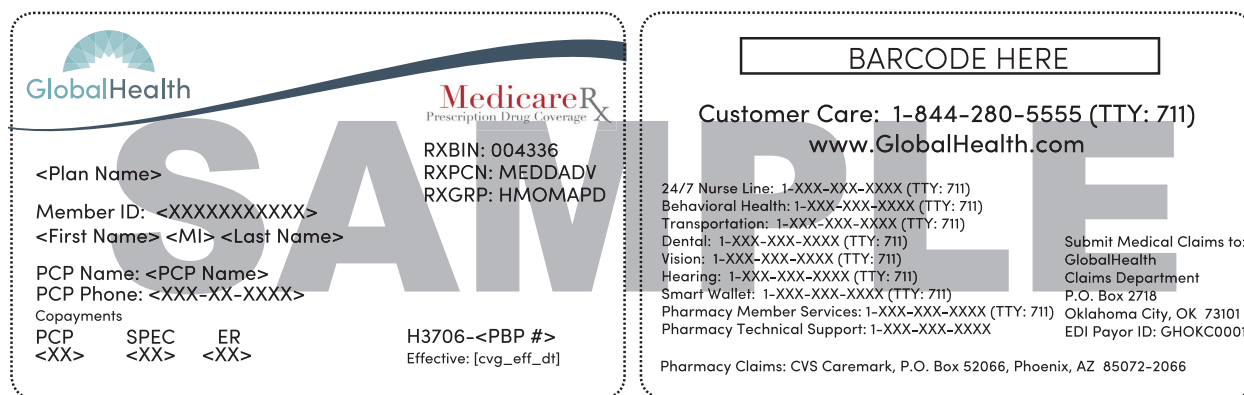 GlobalHealth
MedicareRx
Prescription Drug Coverage
RXBIN: 004336
RXPCN: MEDDADV
RXGRP: HMOMAPD
<Plan Name>
Member ID: <XXXXXXXXXXX>
<First Name> <MI> <Last Name>
PCP Name: <PCP Name>
PCP Phone: <XXX-XX-XXXX>
Copayments
PCP SPEC ER
<XX> <XX> <XX>
H3706-<PBP #>
Effective: [cvg_eff_dt]
SAMPLE
BARCODE HERE
Customer Care: 1-844-280-5555 (TTY: 711)
www.GlobalHealth.com
24/7 Nurse Line: 1-XXX-XXX-XXXX (TTY: 711)
Behavioral Health: 1-XXX-XXX-XXXX (TTY: 711)
Transportation: 1-XXX-XXX-XXXX (TTY: 711)
Dental: 1-XXX-XXX-XXXX (TTY: 711)
Vision: 1-XXX-XXX-XXXX (TTY: 711)
Hearing: 1-XXX-XXX-XXXX (TTY: 711)
Smart Wallet: 1-XXX-XXX-XXXX (TTY: 711)
Pharmacy Member Services: 1-XXX-XXX-XXXX (TTY: 711)
Pharmacy Technical Support: 1-XXX-XXX-XXXX
Submit Medical Claims to:
GlobalHealth
Claims Department
P.O. Box 2718
Oklahoma City, OK 73101
EDI Payor ID: GHOKC0001
Pharmacy Claims: CVS Caremark, P.O. Box 52066, Phoenix, AZ 85072-2066